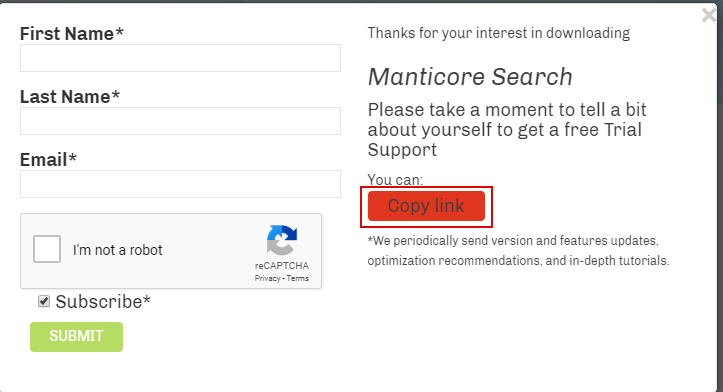 First Name*
Last Name*
Email*
I'm not a robot
reCAPTCHA
Privacy - Terms
Subscribe*
SUBMIT
Thanks for your interest in downloading
Manticore Search
Please take a moment to tell a bit
about yourself to get a free Trial
Support
You can:
Copy link
*We periodically send version and features updates,
optimization recommendations, and in-depth tutorials.